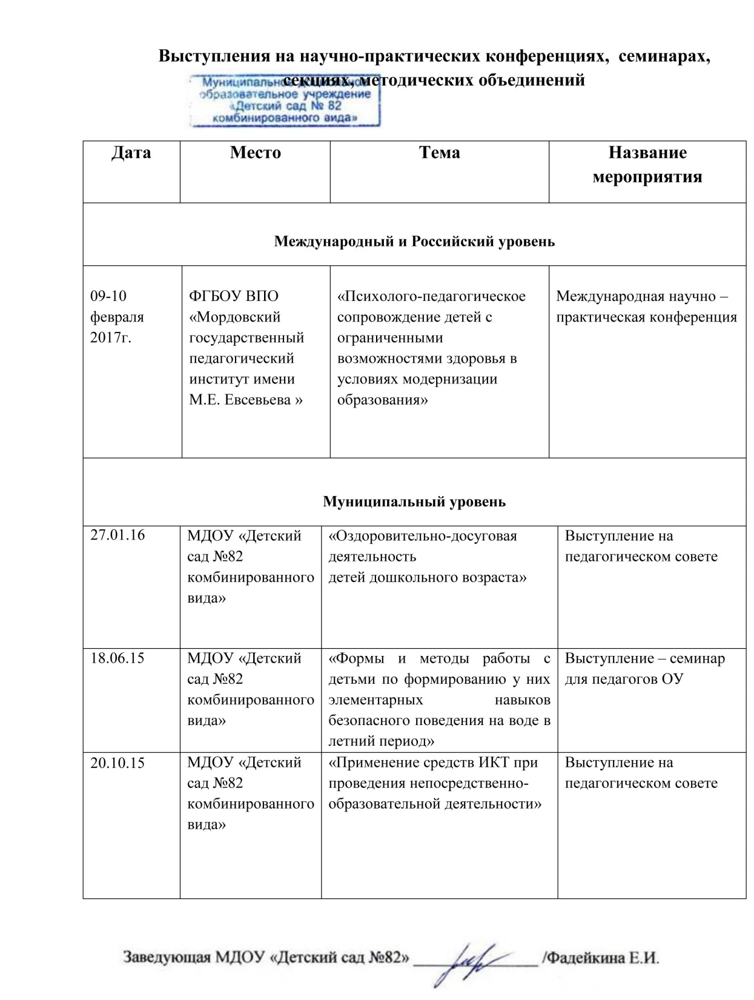 Выступления на научно-практических конференциях,  семинарах,
секциях, методических объединений
Муниципальное дошкольное
образовательное учреждение
«Детский сад № 82
комбинированного вида»
Дата
Место
Тема
Название
мероприятия
Международный и Российский уровень
09-10
февраля
2017г.
ФГБОУ ВПО
«Мордовский
государственный
педагогический
институт имени
М.Е. Евсевьева »
«Психолого-педагогическое
сопровождение детей с
ограниченными
возможностями здоровья в
условиях модернизации
образования»
Международная научно –
практическая конференция
Муниципальный уровень
27.01.16
МДОУ «Детский
сад №82
комбинированного
вида»
«Оздоровительно-досуговая
деятельность
детей дошкольного возраста»
Выступление на
педагогическом совете
18.06.15
МДОУ «Детский
сад №82
комбинированного
вида»
«Формы и методы работы с
детьми по формированию у них
элементарных навыков
безопасного поведения на воде в
летний период»
Выступление – семинар
для педагогов ОУ
20.10.15
МДОУ «Детский
сад №82
комбинированного
вида»
«Применение средств ИКТ при
проведения непосредственно-
образовательной деятельности»
Выступление на
педагогическом совете
Заведующая МДОУ «Детский сад №82» /Фадейкина Е.И.